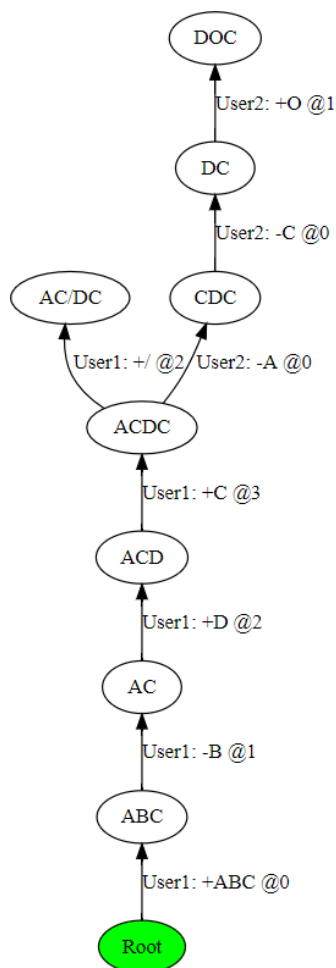 DOC
User2: +O @1
DC
User2: -C @0
AC/DC
CDC
User1: +/ @2
User2: -A @0
ACDC
User1: +C @3
ACD
User1: +D @2
AC
User1: -B @1
ABC
User1: +ABC @0
Root